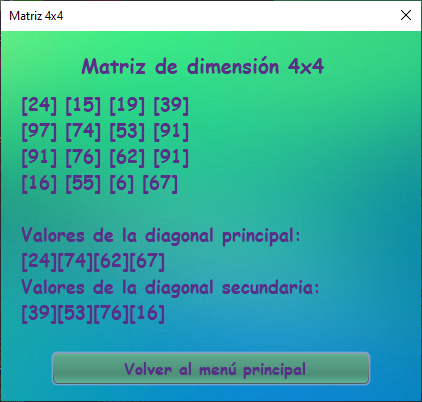 Matriz 4x4
Matriz de dimensión 4x4
[24] [15] [19] [39]
[97] [74] [53] [91]
[91] [76] [62] [91]
[16] [55] [6] [67]
Valores de la diagonal principal:
[24][74][62][67]
Valores de la diagonal secundaria:
[39][53][76][16]
Volver al menú principal